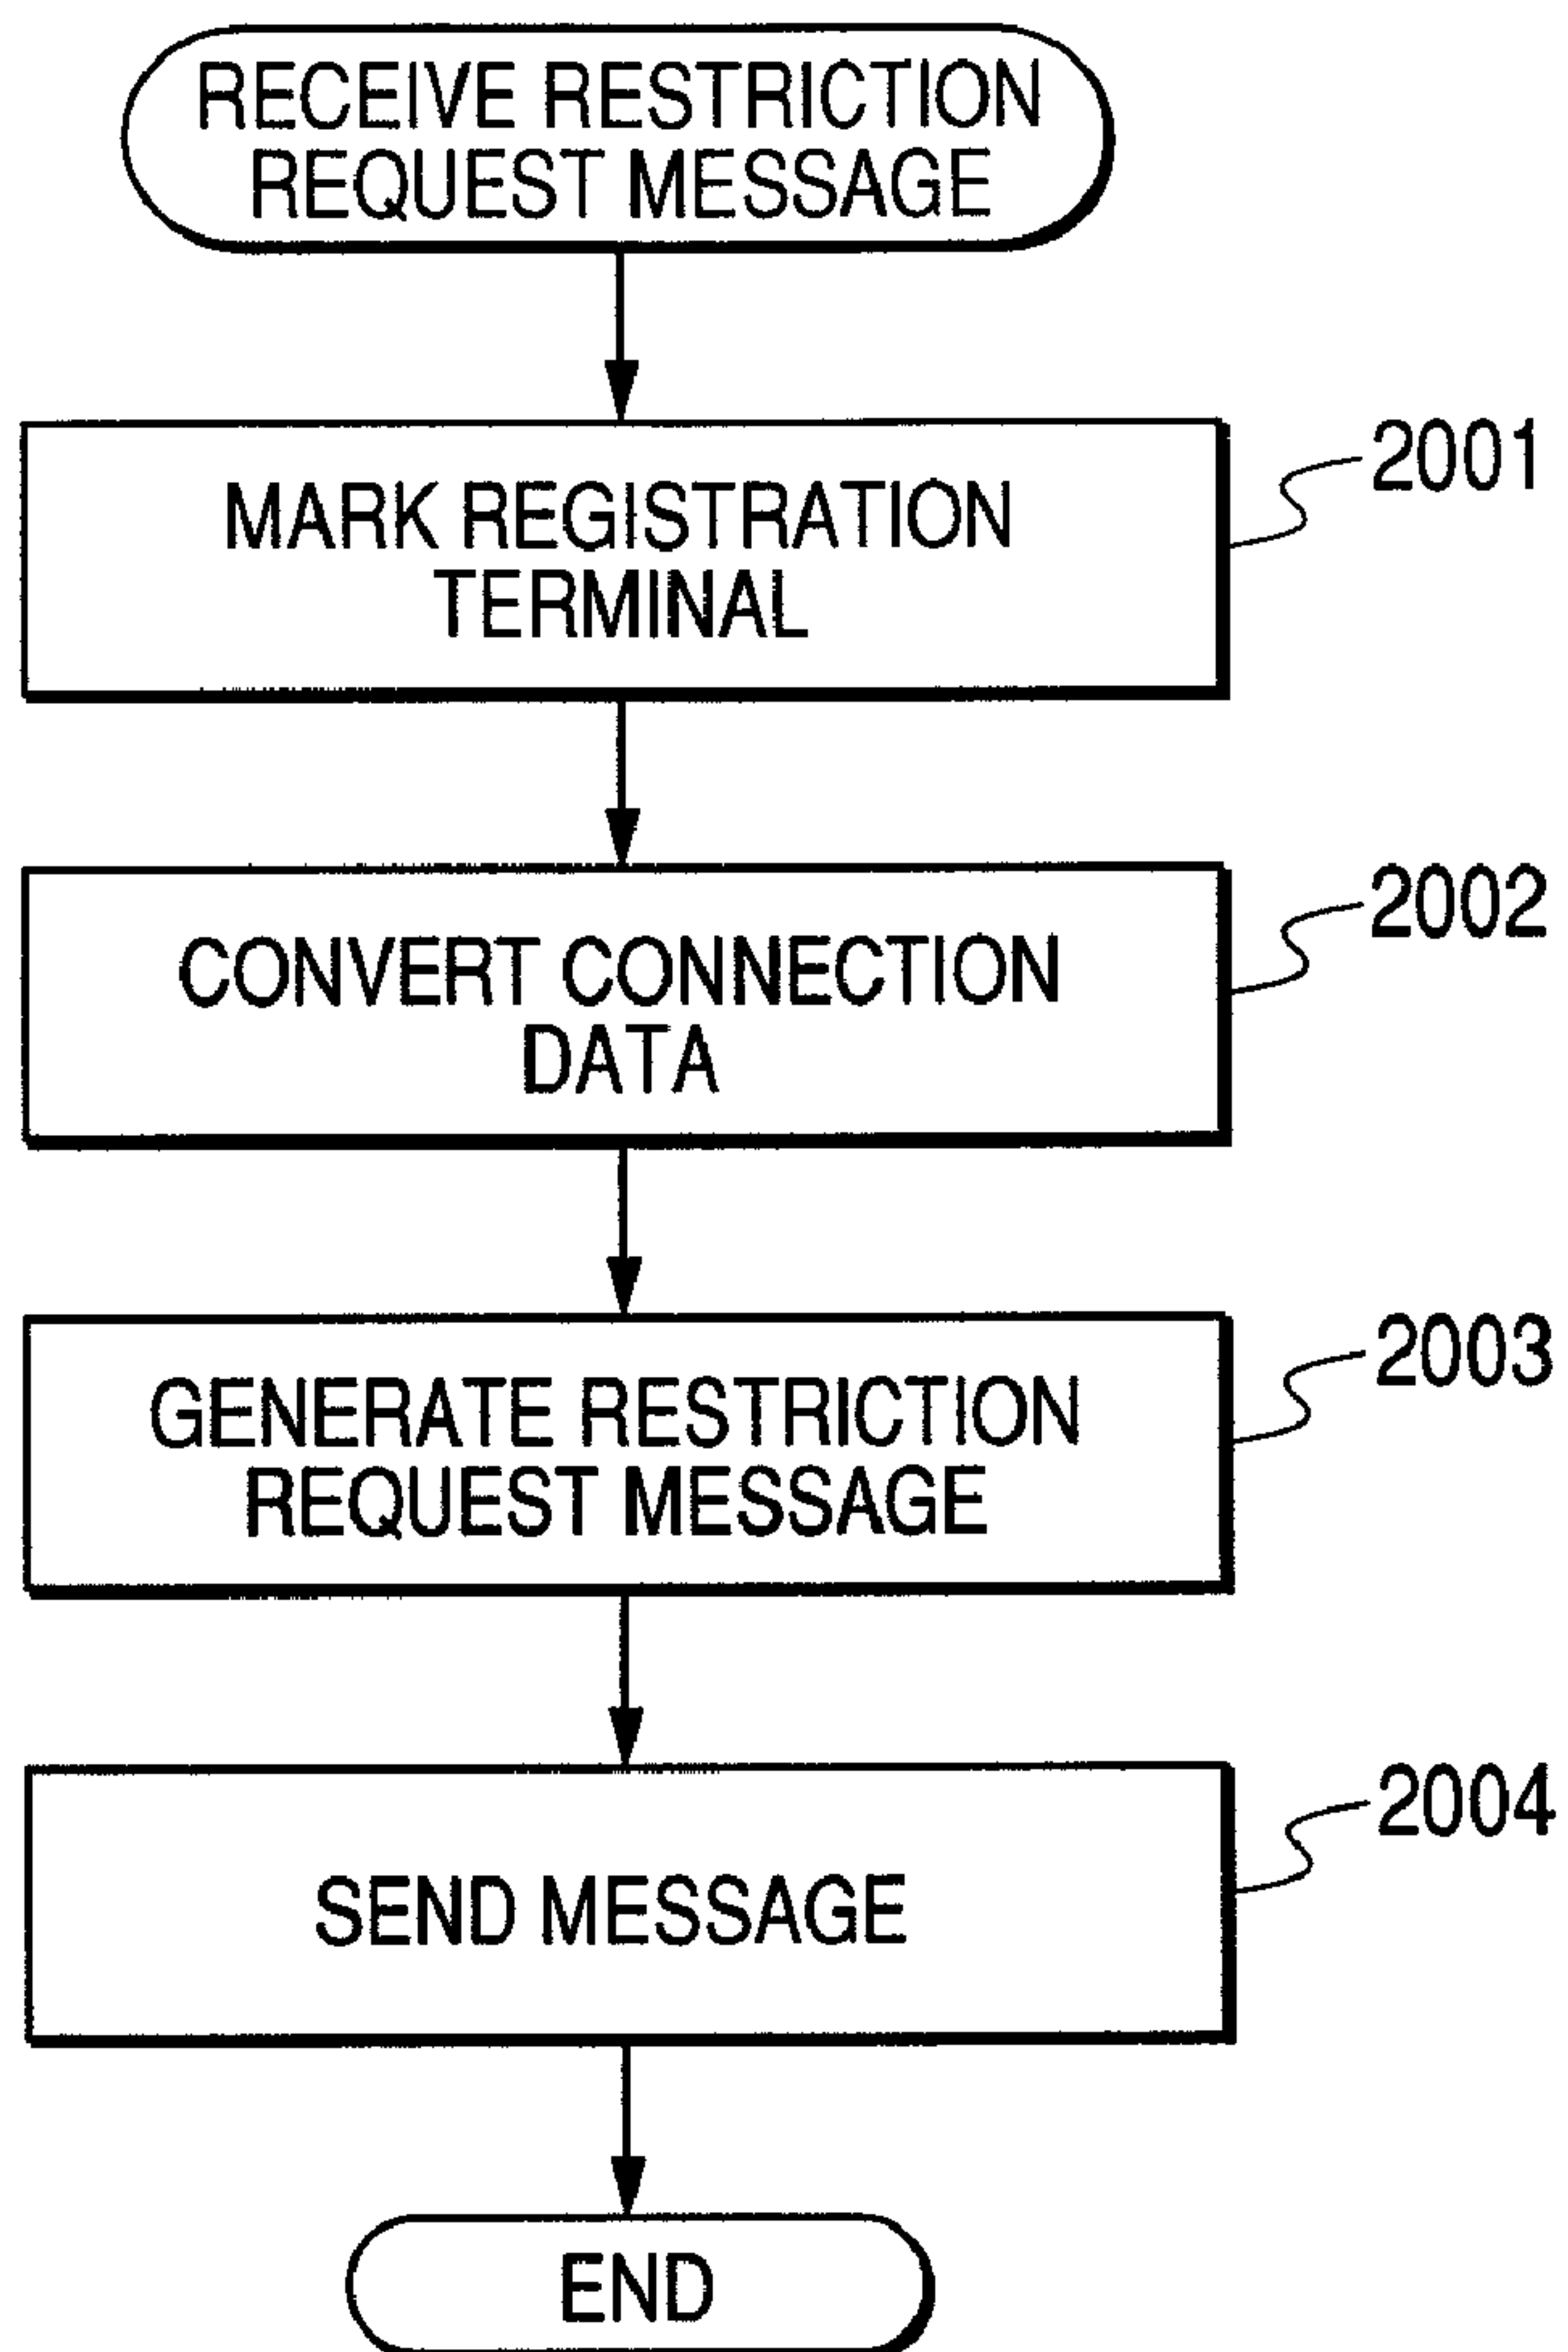 RECEIVE RESTRICTION
REQUEST MESSAGE
2001
MARK REGISTRATION
TERMINAL
2002
CONVERT CONNECTION
DATA
2003
GENERATE RESTRICTION
REQUEST MESSAGE
2004
SEND MESSAGE
END